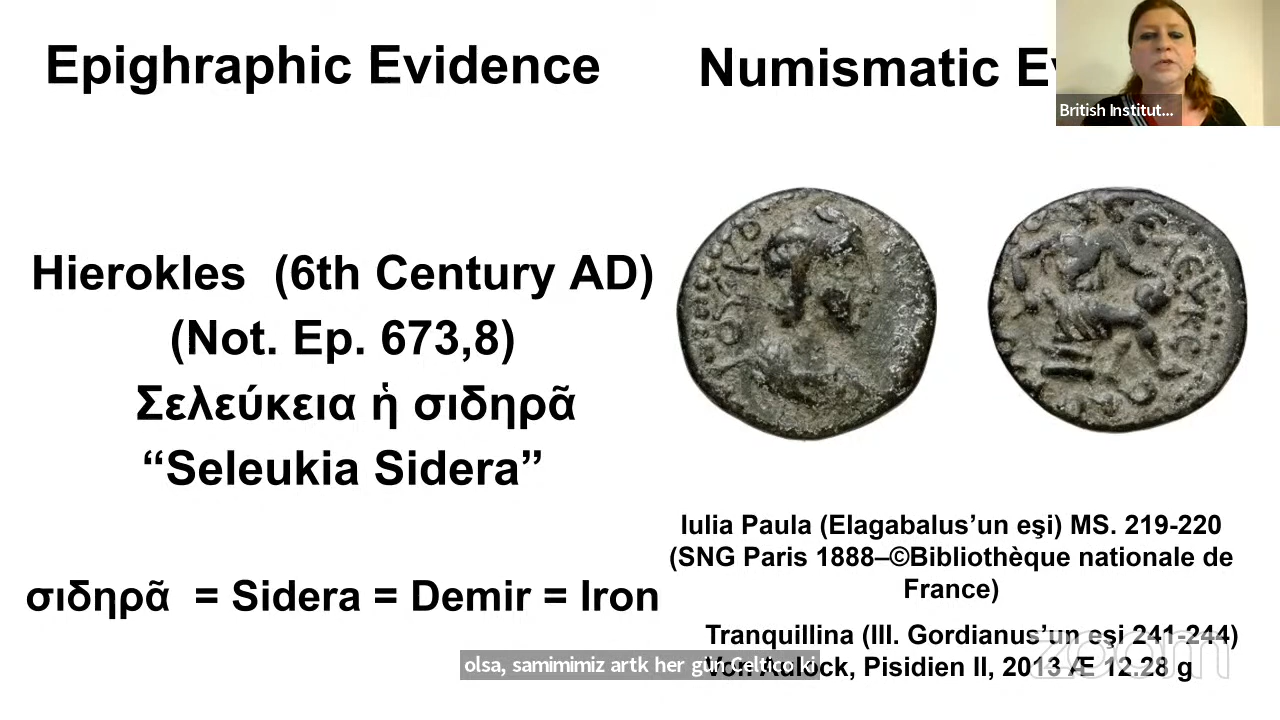 Epighraphic Evidence
Numismatic
British Institut...
Hierokles (6th Century AD)
(Not. Ep. 673,8)
Σελεύκεια ἡ σιδηρᾶ
“Seleukia Sidera”
σιδηρᾶ = Sidera = Demir = Iron
Iulia Paula (Elagabalus’un eşi) MS. 219-220
(SNG Paris 1888–©Bibliothèque nationale de
France)
Tranquillina (III. Gordianus’un eşi 241-244)
Von Aulock, Pisidien II, 2013 Æ 12.28 g
olsa, samimimiz artk her gün Celtico ki
zoom